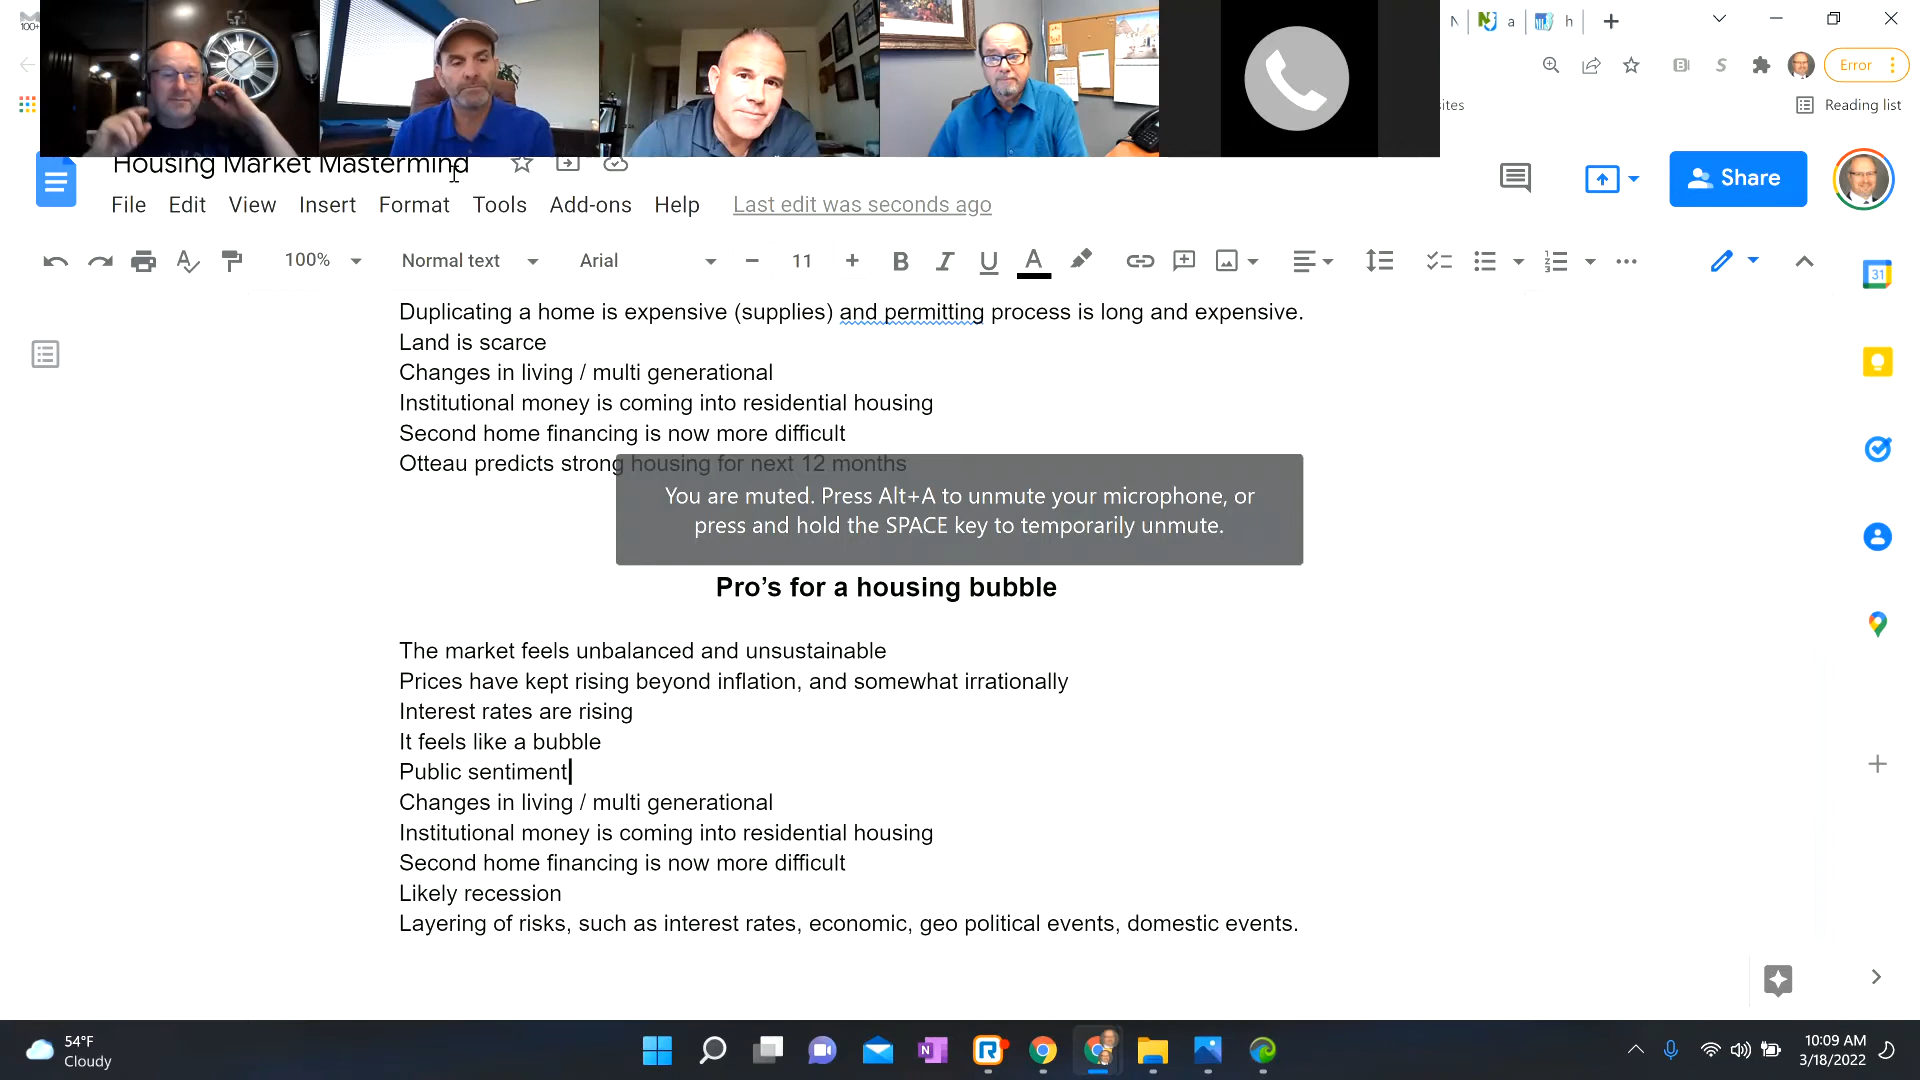 100+
N
a
h
Error
sites
Reading list
Housing Market Mastermind
Share
File Edit View Insert Format Tools Add-ons Help Last edit was seconds ago
100% Normal text Arial 11
31
Duplicating a home is expensive (supplies) and permitting process is long and expensive.
Land is scarce
Changes in living / multi generational
Institutional money is coming into residential housing
Second home financing is now more difficult
Otteau predicts strong housing for next 12 months
You are muted. Press Alt+A to unmute your microphone, or
press and hold the SPACE key to temporarily unmute.
Pro’s for a housing bubble
The market feels unbalanced and unsustainable
Prices have kept rising beyond inflation, and somewhat irrationally
Interest rates are rising
It feels like a bubble
Public sentiment
Changes in living / multi generational
Institutional money is coming into residential housing
Second home financing is now more difficult
Likely recession
Layering of risks, such as interest rates, economic, geo political events, domestic events.
54°F
Cloudy
10:09 AM
3/18/2022